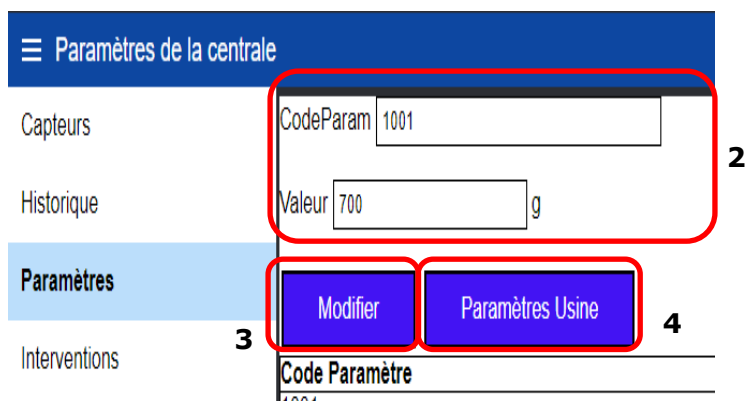 ☰ Paramètres de la centrale
Capteurs
CodeParam 1001
2
Historique
Valeur 700 g
Paramètres
Modifier
Paramètres Usine
3
4
Interventions
Code Paramètre
1001